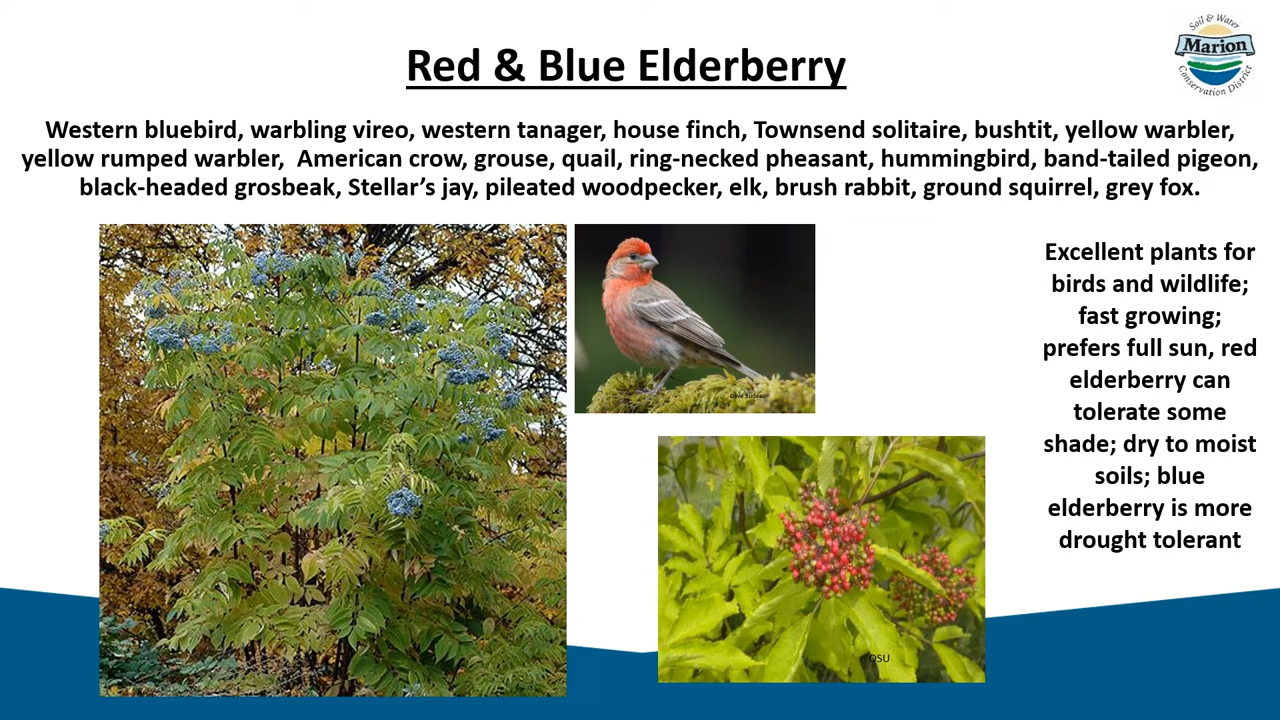 Soil & Water
Marion
Conservation District
Red & Blue Elderberry
Western bluebird, warbling vireo, western tanager, house finch, Townsend solitaire, bushtit, yellow warbler,
yellow rumped warbler,  American crow, grouse, quail, ring-necked pheasant, hummingbird, band-tailed pigeon,
black-headed grosbeak, Stellar’s jay, pileated woodpecker, elk, brush rabbit, ground squirrel, grey fox.
Excellent plants for
birds and wildlife;
fast growing;
prefers full sun, red
elderberry can
tolerate some
shade; dry to moist
soils; blue
elderberry is more
drought tolerant
Dave Budeau
OSU